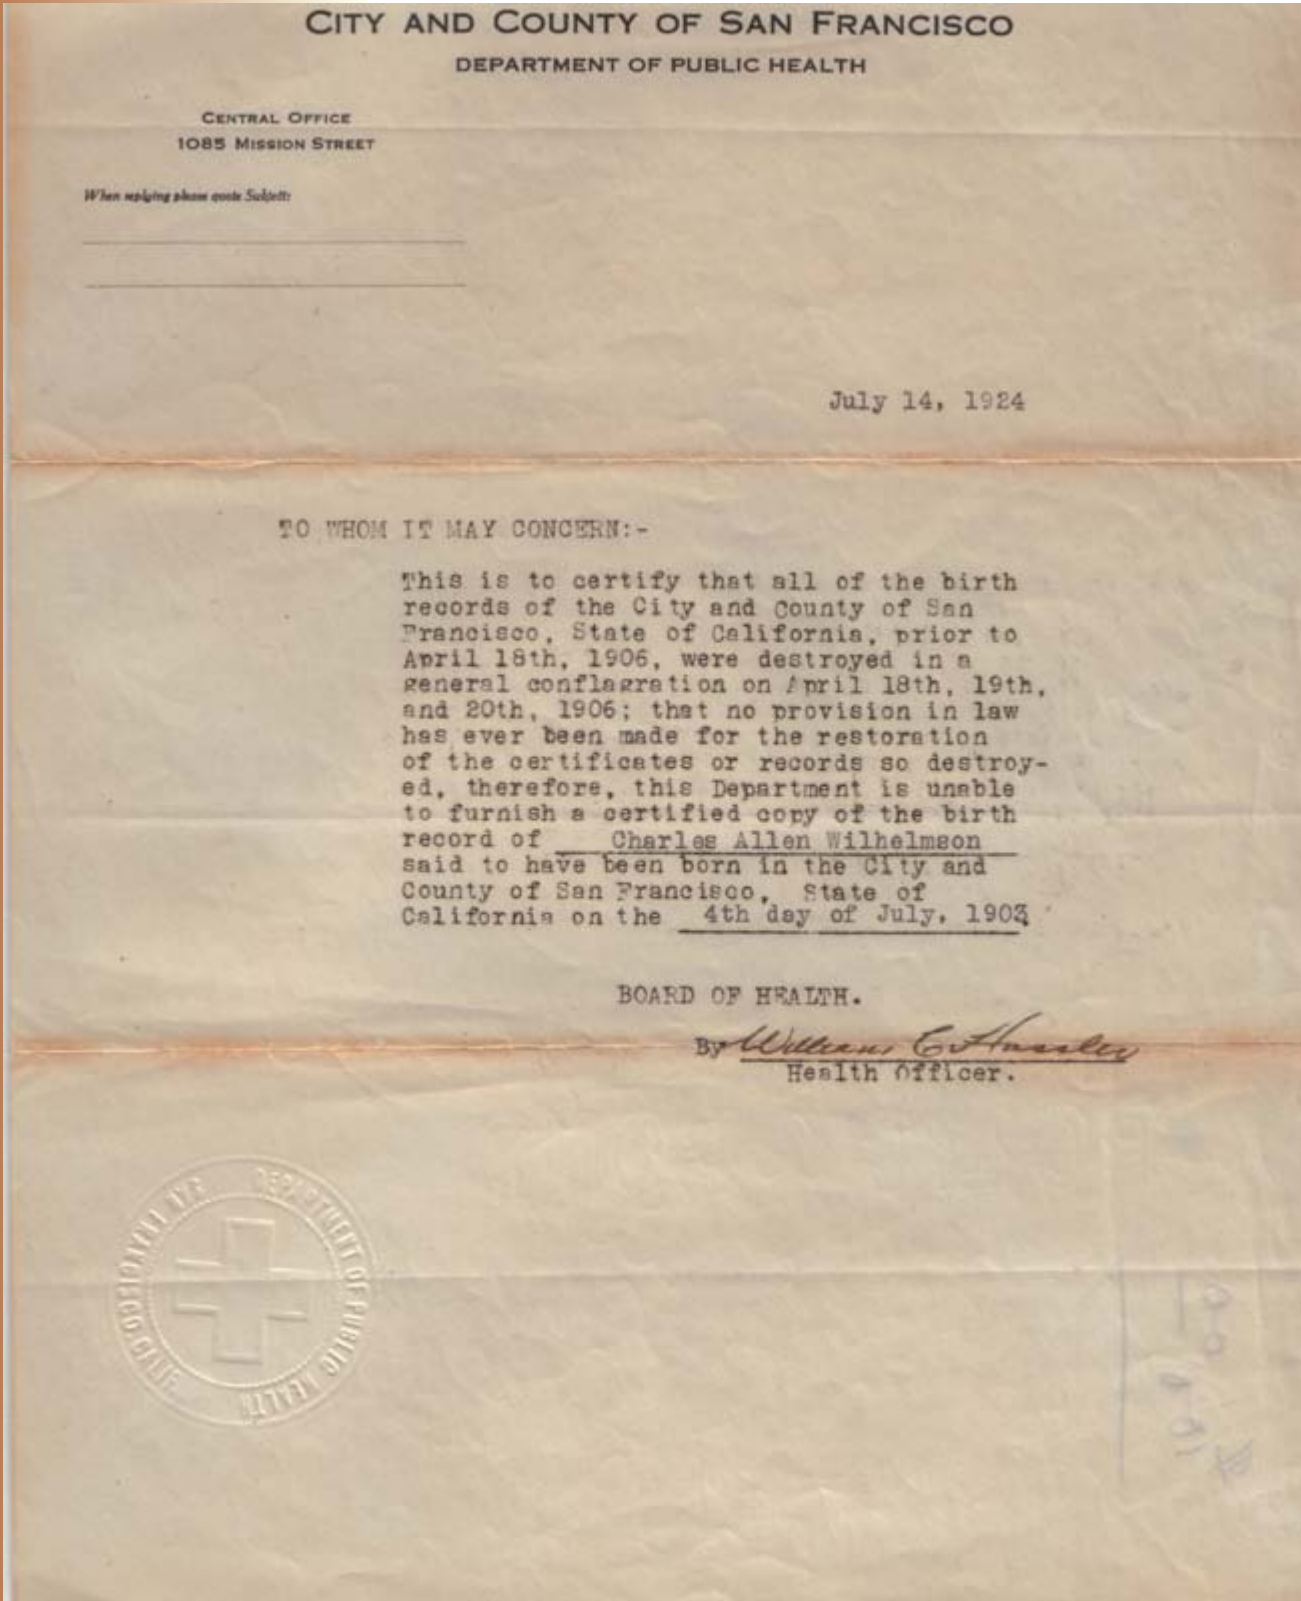 CITY AND COUNTY OF SAN FRANCISCO
DEPARTMENT OF PUBLIC HEALTH
CENTRAL OFFICE
1085 MISSION STREET
When replying please quote Subject:
July 14, 1924
TO WHOM IT MAY CONCERN:-
This is to certify that all of the birth
records of the City and County of San
Francisco, State of California, prior to
April 18th, 1906, were destroyed in a
general conflagration on April 18th, 19th,
and 20th, 1906; that no provision in law
has ever been made for the restoration
of the certificates or records so destroy-
ed, therefore, this Department is unable
to furnish a certified copy of the birth
record of Charles Allen Wilhelmson
said to have been born in the City and
County of San Francisco, State of
California on the 4th day of July, 1903
BOARD OF HEALTH.
By William C. Hassler
Health Officer.
DEPARTMENT OF PUBLIC HEALTH
SAN FRANCISCO CALIF.